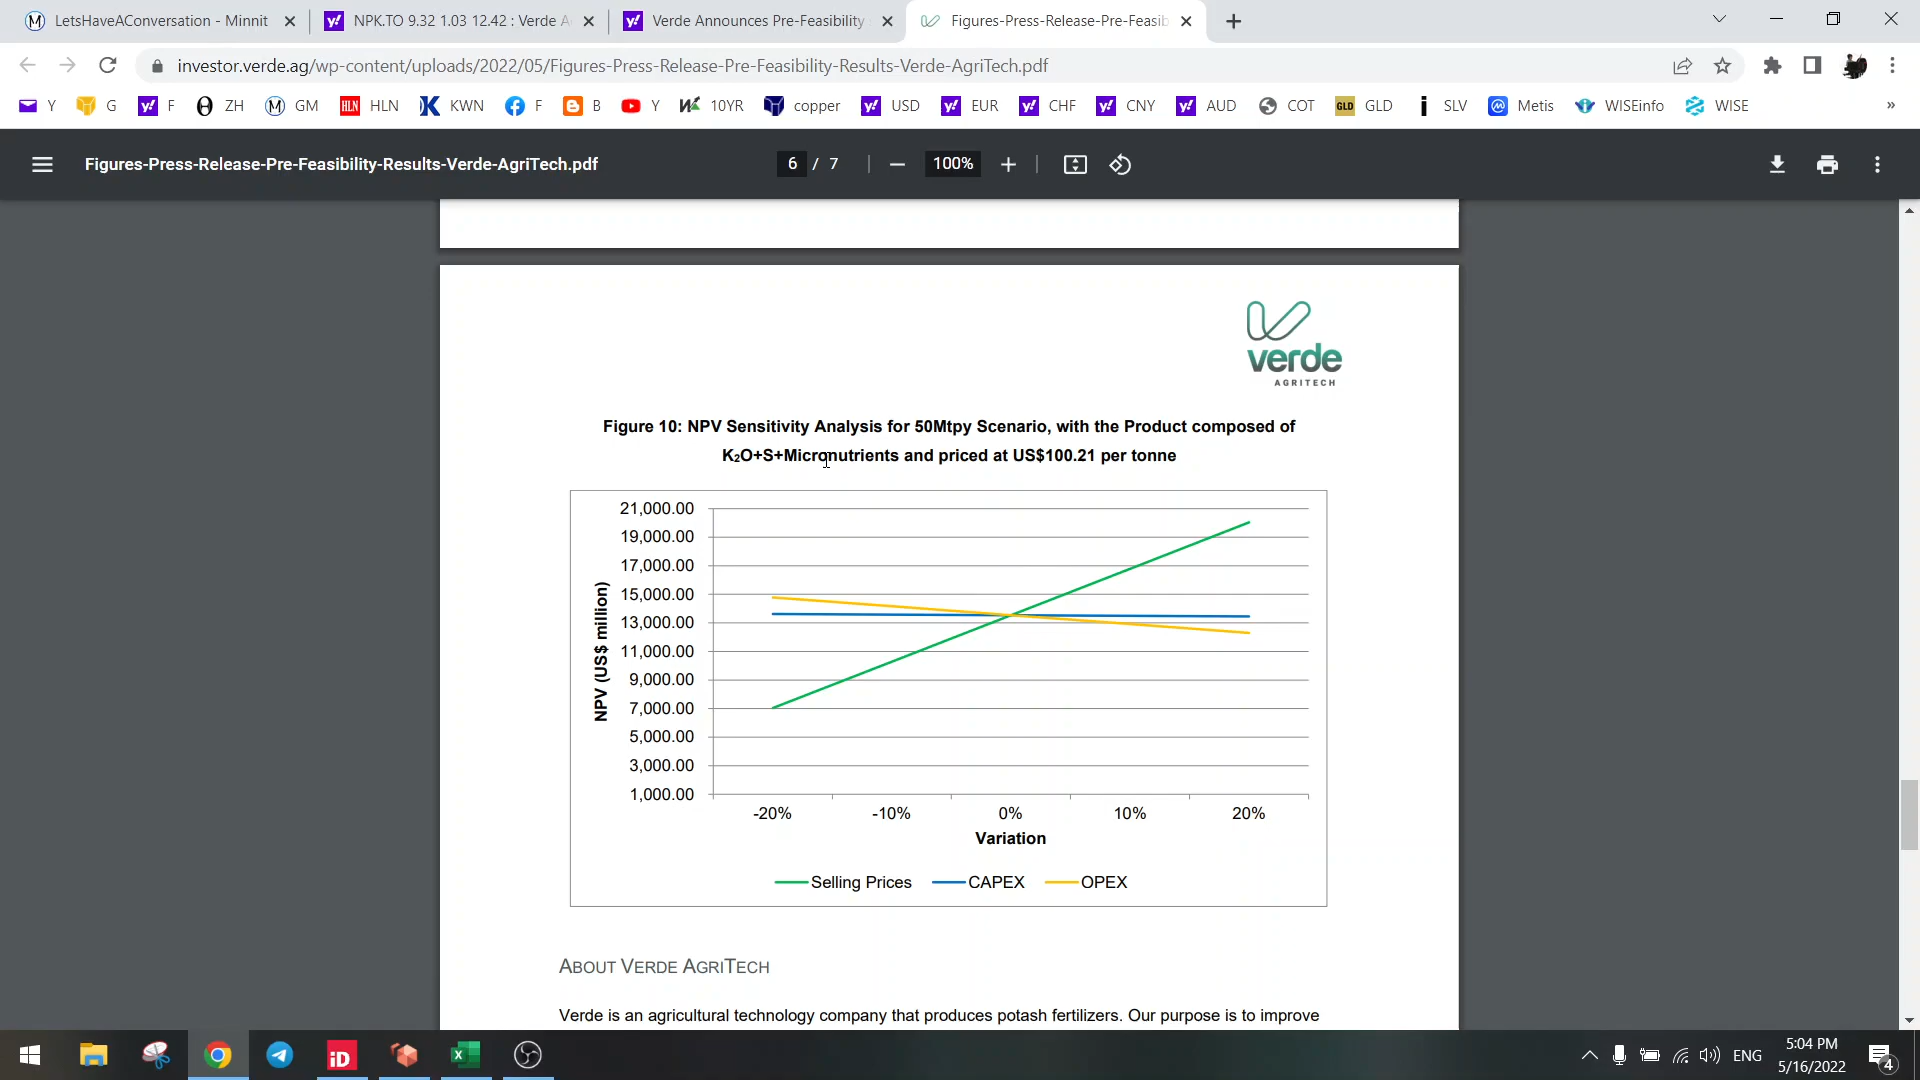 LetsHaveAConversation - Minnit
NPK.TO 9.32 1.03 12.42 : Verde A
Verde Announces Pre-Feasibility
Figures-Press-Release-Pre-Feasib
investor.verde.ag/wp-content/uploads/2022/05/Figures-Press-Release-Pre-Feasibility-Results-Verde-AgriTech.pdf
Y G F ZH GM HLN KWN F B Y 10YR copper USD EUR CHF CNY AUD COT GLD SLV Metis WISEinfo WISE »
Figures-Press-Release-Pre-Feasibility-Results-Verde-AgriTech.pdf
6 / 7
100%
verde
AGRITECH
Figure 10: NPV Sensitivity Analysis for 50Mtpy Scenario, with the Product composed of
K₂O+S+Micronutrients and priced at US$100.21 per tonne
NPV (US$ million)
21,000.00
19,000.00
17,000.00
15,000.00
13,000.00
11,000.00
9,000.00
7,000.00
5,000.00
3,000.00
1,000.00
-20% -10% 0% 10% 20%
Variation
Selling Prices CAPEX OPEX
ABOUT VERDE AGRITECH
Verde is an agricultural technology company that produces potash fertilizers. Our purpose is to improve
ENG
5:04 PM
5/16/2022
4